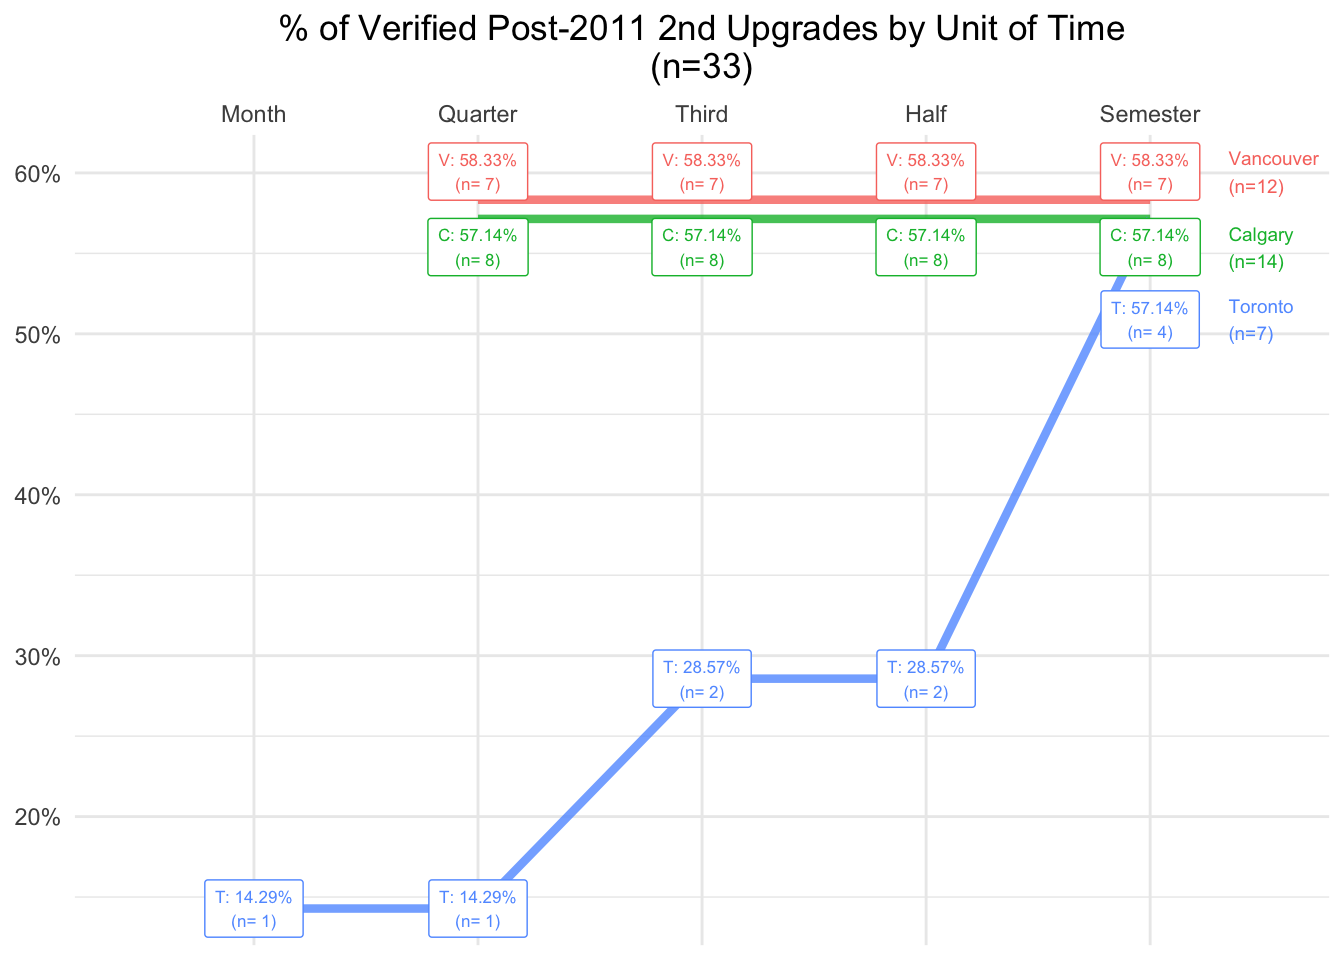 % of Verified Post-2011 2nd Upgrades by Unit of Time
(n=33)
Month Quarter Third Half Semester
60%
V: 58.33%
(n= 7)
V: 58.33%
(n= 7)
V: 58.33%
(n= 7)
V: 58.33%
(n= 7)
Vancouver
(n=12)
C: 57.14%
(n= 8)
C: 57.14%
(n= 8)
C: 57.14%
(n= 8)
C: 57.14%
(n= 8)
Calgary
(n=14)
50%
T: 57.14%
(n= 4)
Toronto
(n=7)
40%
30%
T: 28.57%
(n= 2)
T: 28.57%
(n= 2)
20%
T: 14.29%
(n= 1)
T: 14.29%
(n= 1)